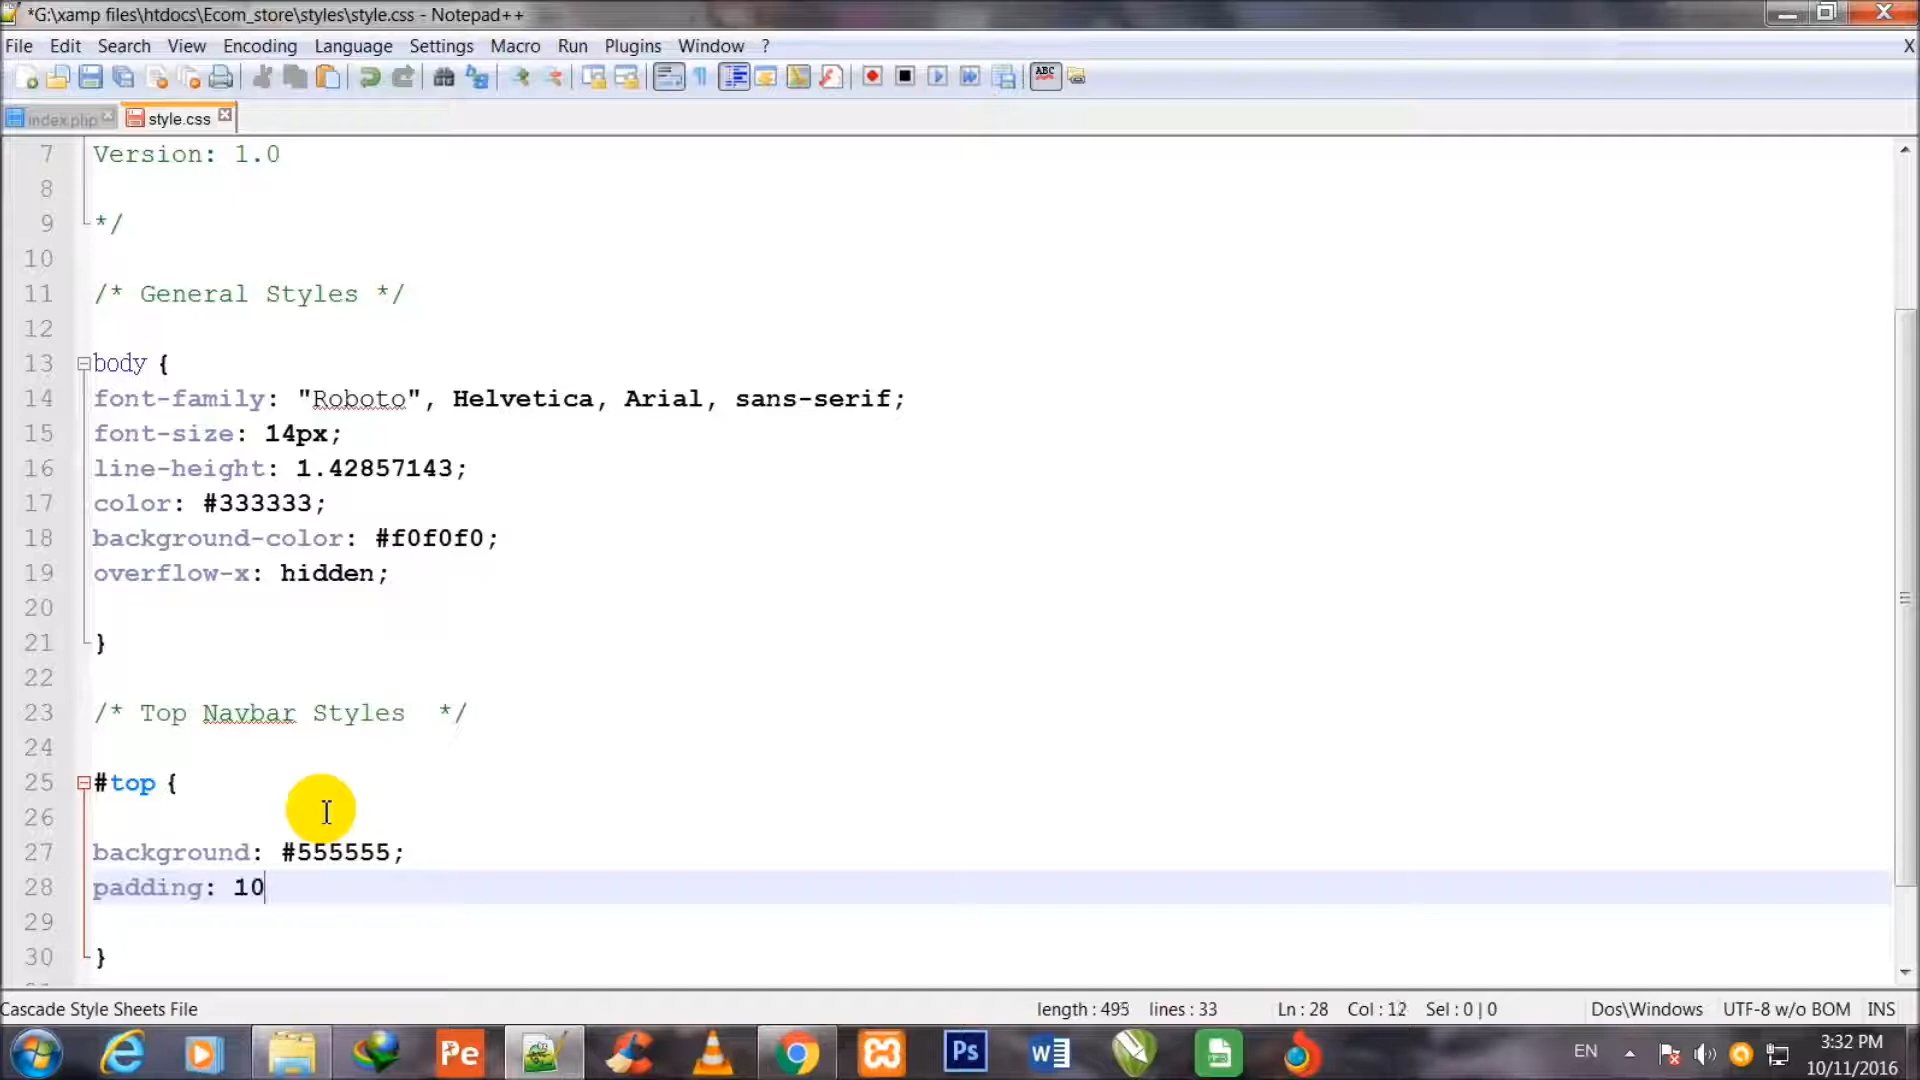 *G:\xamp files\htdocs\Ecom_store\styles\style.css - Notepad++
File Edit Search View Encoding Language Settings Macro Run Plugins Window ? X
ABC
index.php style.css
7 Version: 1.0
8
9 */
10
11 /* General Styles */
12
13 body {
14 font-family: "Roboto", Helvetica, Arial, sans-serif;
15 font-size: 14px;
16 line-height: 1.42857143;
17 color: #333333;
18 background-color: #f0f0f0;
19 overflow-x: hidden;
20
21 }
22
23 /* Top Navbar Styles  */
24
25 #top {
26
27 background: #555555;
28 padding: 10
29
30 }
Cascade Style Sheets File length : 495 lines : 33 Ln : 28 Col : 12 Sel : 0 | 0 Dos\Windows UTF-8 w/o BOM INS
Pe Ps W EN 3:32 PM
10/11/2016